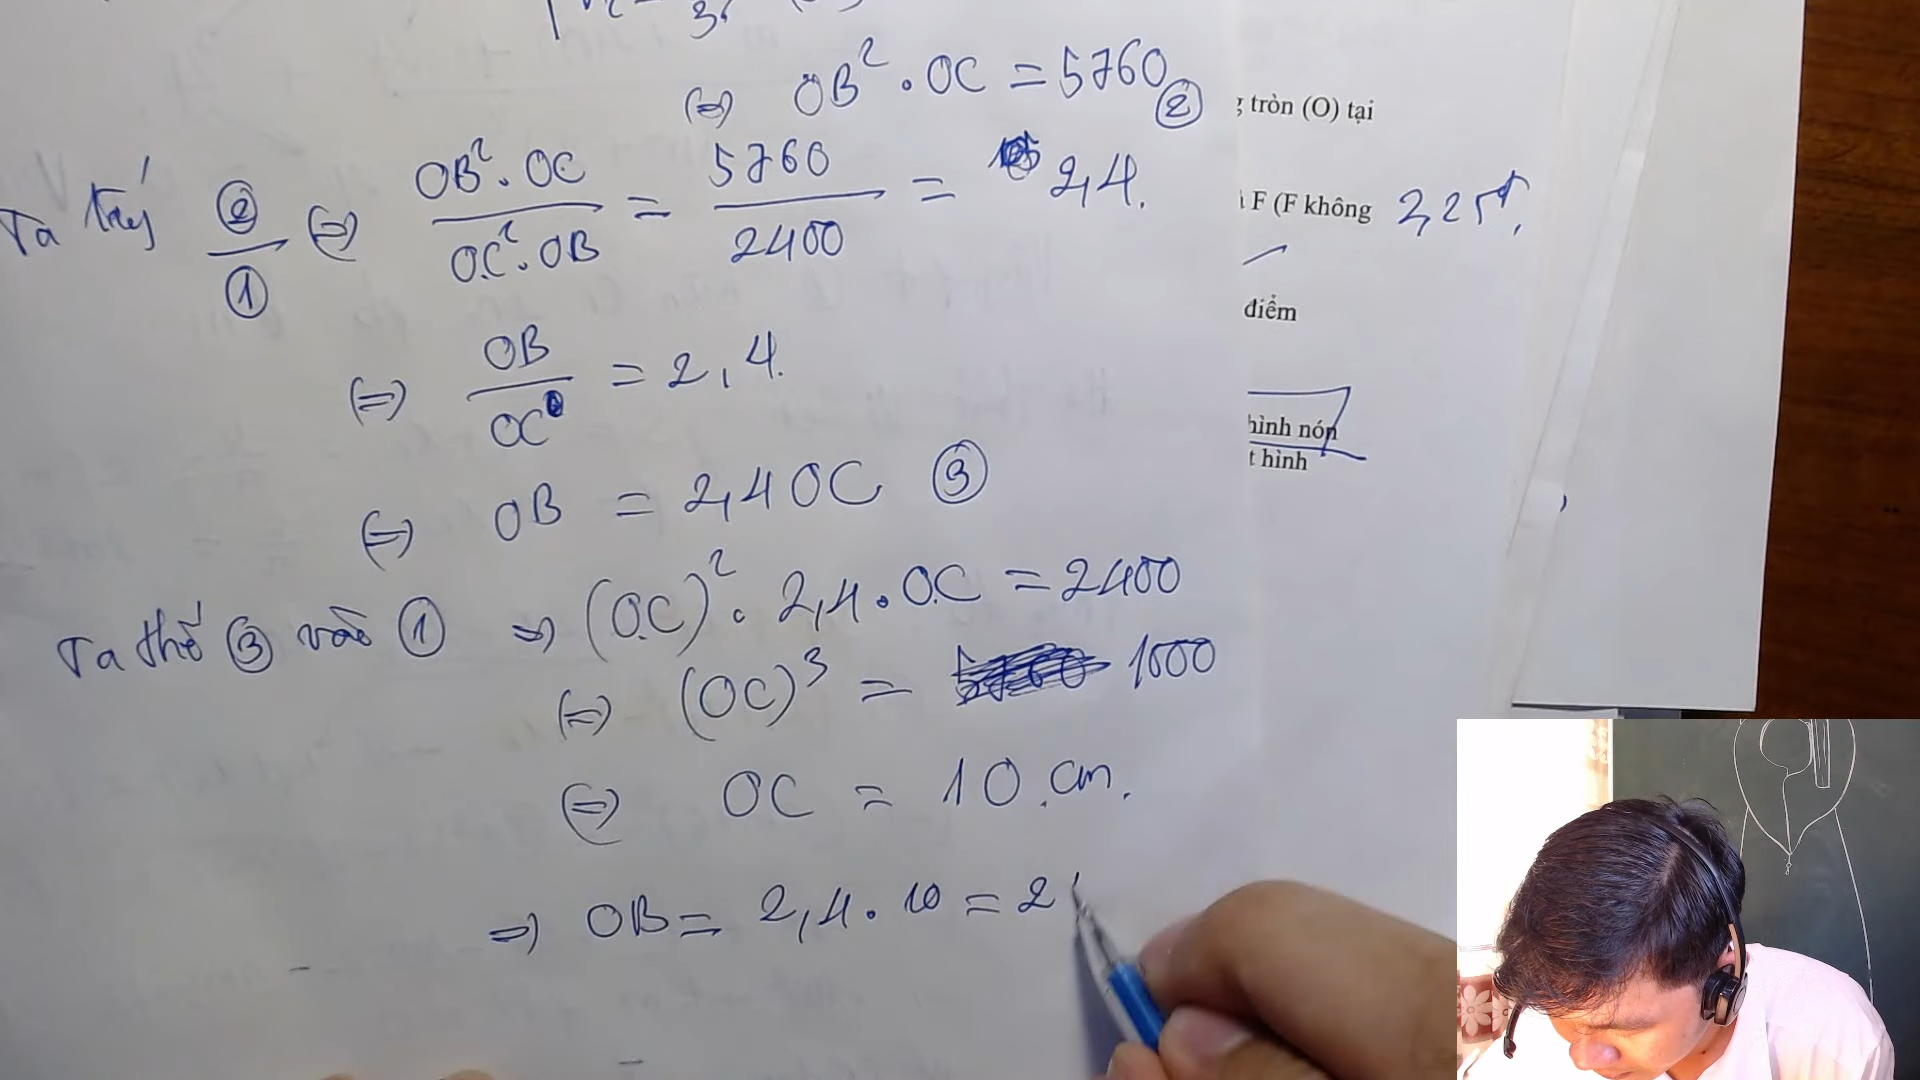 (⇔) OB² . OC = 5760 ②
; tròn (O) tại
Ta lấy ②/① (⇔) OB² . OC / OC² . OB = 5760 / 2400 = 2,4.
F (F không 2,25đ.
điểm
(⇔) OB / OC = 2,4.
hình nón
t hình
(⇔) OB = 2,4 OC ③
Ta thế ③ vào ① ⇒ (OC)² . 2,4 . OC = 2400
(⇔) (OC)³ = 1000
(⇔) OC = 10 cm.
⇒ OB = 2,4 . 10 = 2